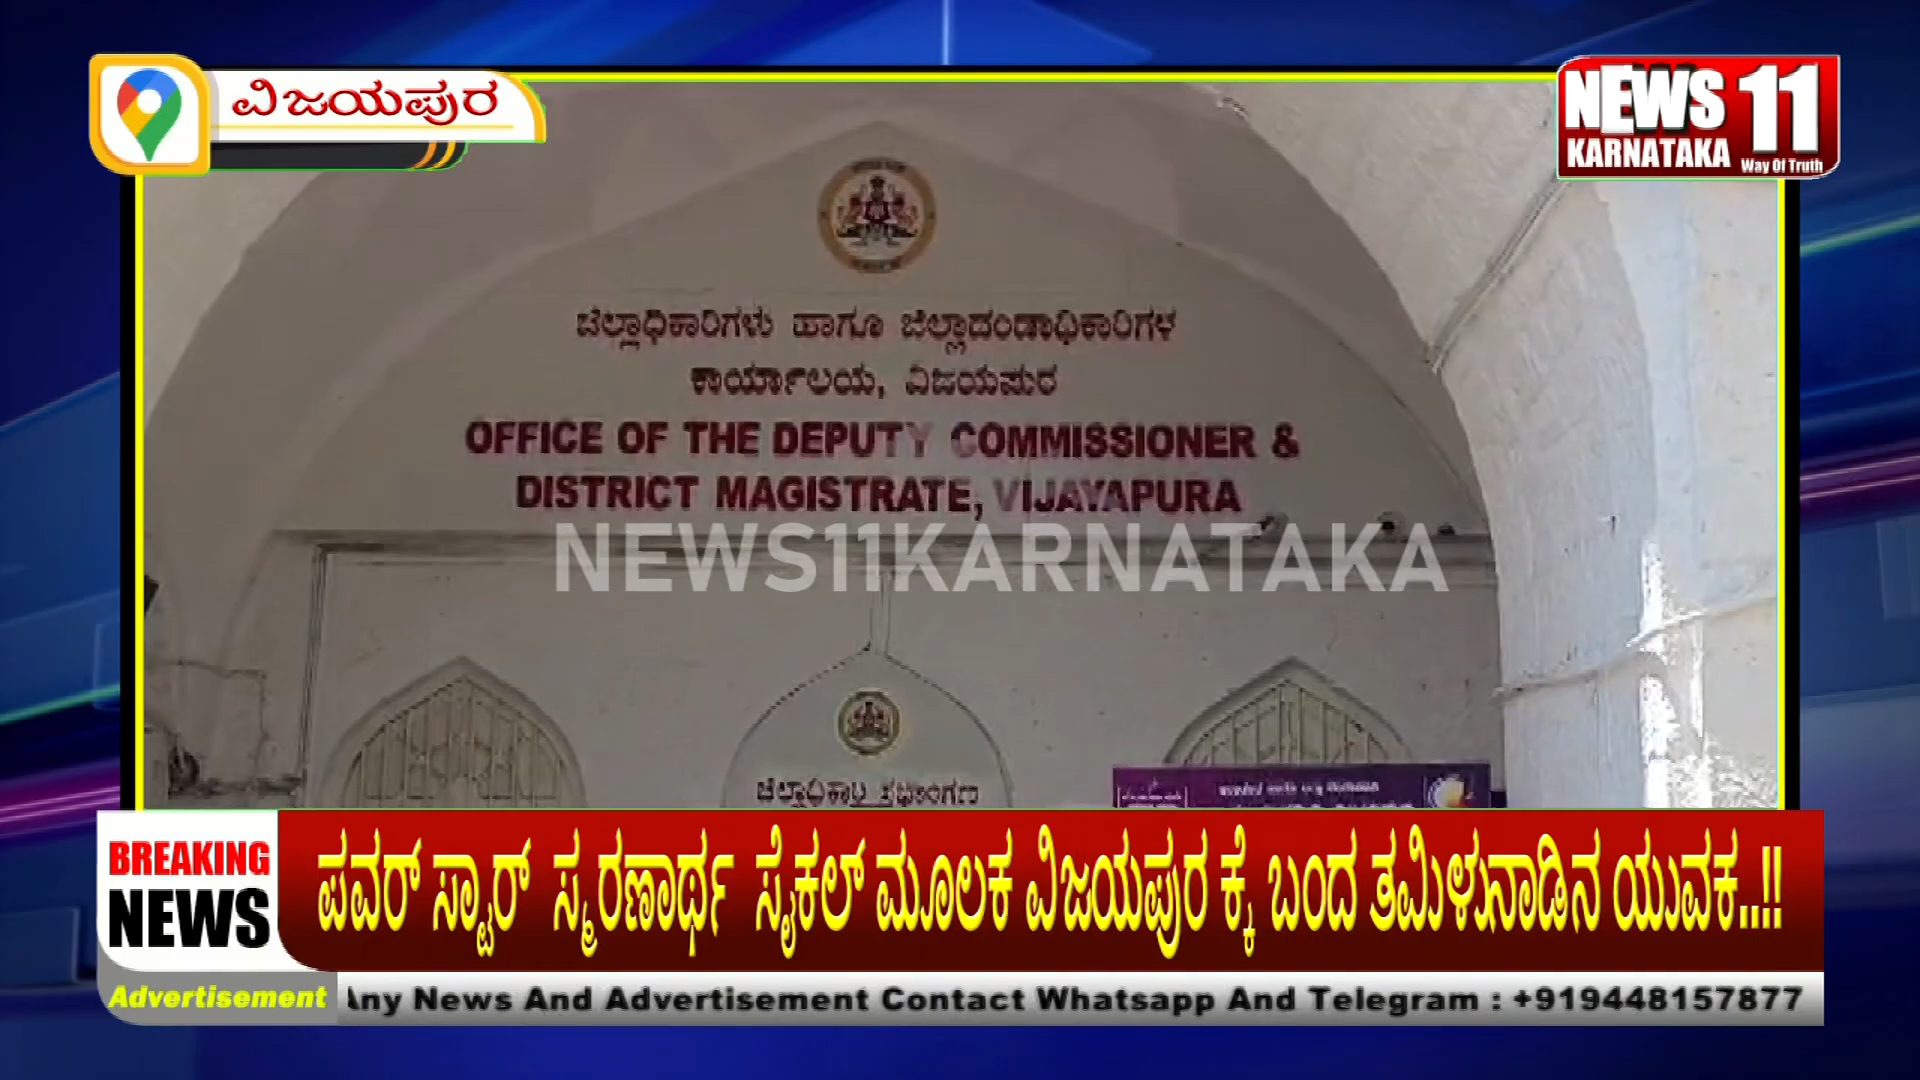 ವಿಜಯಪುರ
NEWS 11
KARNATAKA
Way Of Truth
ಜಿಲ್ಲಾಧಿಕಾರಿಗಳು ಹಾಗೂ ಜಿಲ್ಲಾದಂಡಾಧಿಕಾರಿಗಳ
ಕಾರ್ಯಾಲಯ, ವಿಜಯಪುರ
OFFICE OF THE DEPUTY COMMISSIONER &
DISTRICT MAGISTRATE, VIJAYAPURA
NEWS11KARNATAKA
BREAKING
NEWS
ಪವರ್ ಸ್ಟಾರ್ ಸ್ಮರಣಾರ್ಥ ಸೈಕಲ್ ಮೂಲಕ ವಿಜಯಪುರ ಕ್ಕೆ ಬಂದ ತಮಿಳುನಾಡಿನ ಯುವಕ..!!
Advertisement
Any News And Advertisement Contact Whatsapp And Telegram : +919448157877